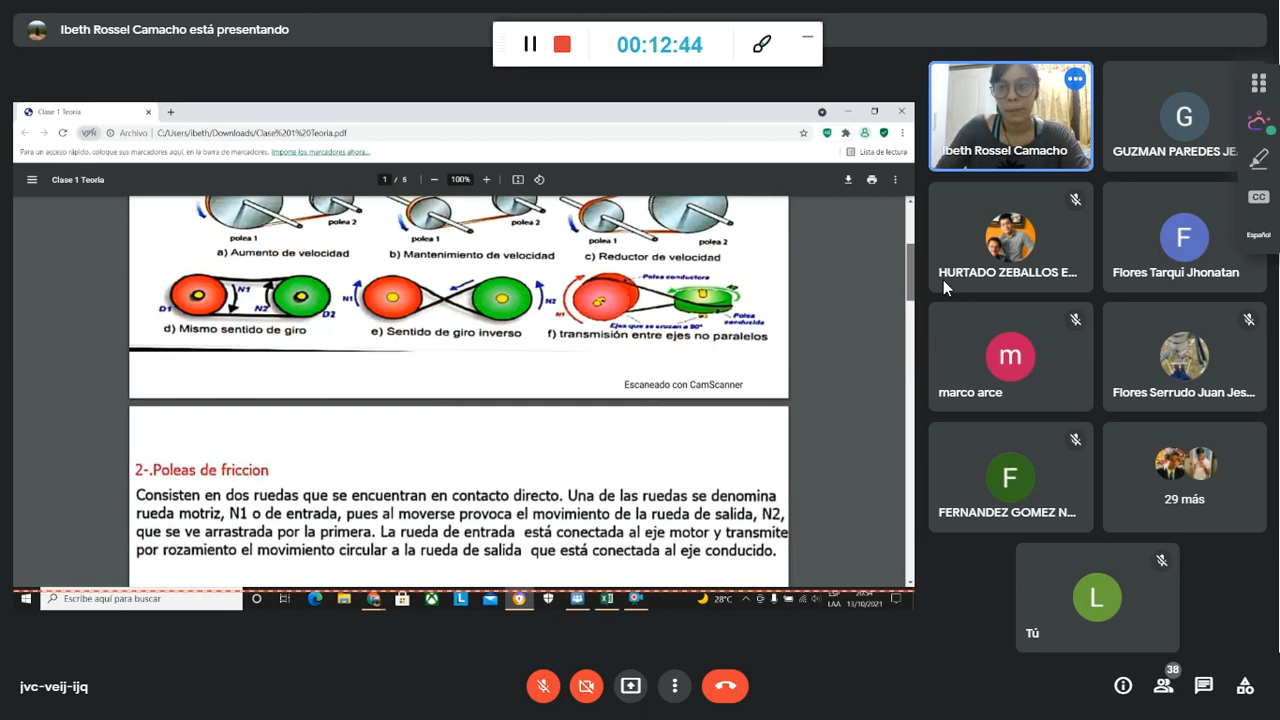 Ibeth Rossel Camacho está presentando
00:12:44
Clase 1 Teoria
Archivo
C:/Users/ibeth/Downloads/Clase%201%20Teoria.pdf
Para un acceso rápido, coloque sus marcadores aquí, en la barra de marcadores. Importe los marcadores ahora...
Lista de lectura
Clase 1 Teoria
1 / 5
100%
polea 1
polea 2
polea 1
polea 2
polea 1
polea 2
a) Aumento de velocidad
b) Mantenimiento de velocidad
c) Reductor de velocidad
D1
N1
N2
D2
N1
N2
Polea conductora
N1
Polea conducida
Ejes que se cruzan a 90°
d) Mismo sentido de giro
e) Sentido de giro inverso
f) transmisión entre ejes no paralelos
Escaneado con CamScanner
2-.Poleas de friccion
Consisten en dos ruedas que se encuentran en contacto directo. Una de las ruedas se denomina
rueda motriz, N1 o de entrada, pues al moverse provoca el movimiento de la rueda de salida, N2,
que se ve arrastrada por la primera. La rueda de entrada está conectada al eje motor y transmite
por rozamiento el movimiento circular a la rueda de salida que está conectada al eje conducido.
Escribe aquí para buscar
28°C
ESP
LAA
20:54
13/10/2021
Ibeth Rossel Camacho
G
GUZMAN PAREDES JE
HURTADO ZEBALLOS E...
F
Flores Tarqui Jhonatan
m
marco arce
Flores Serrudo Juan Jes...
F
FERNANDEZ GOMEZ N...
29 más
L
Tú
CC
Español
jvc-veij-ijq
38